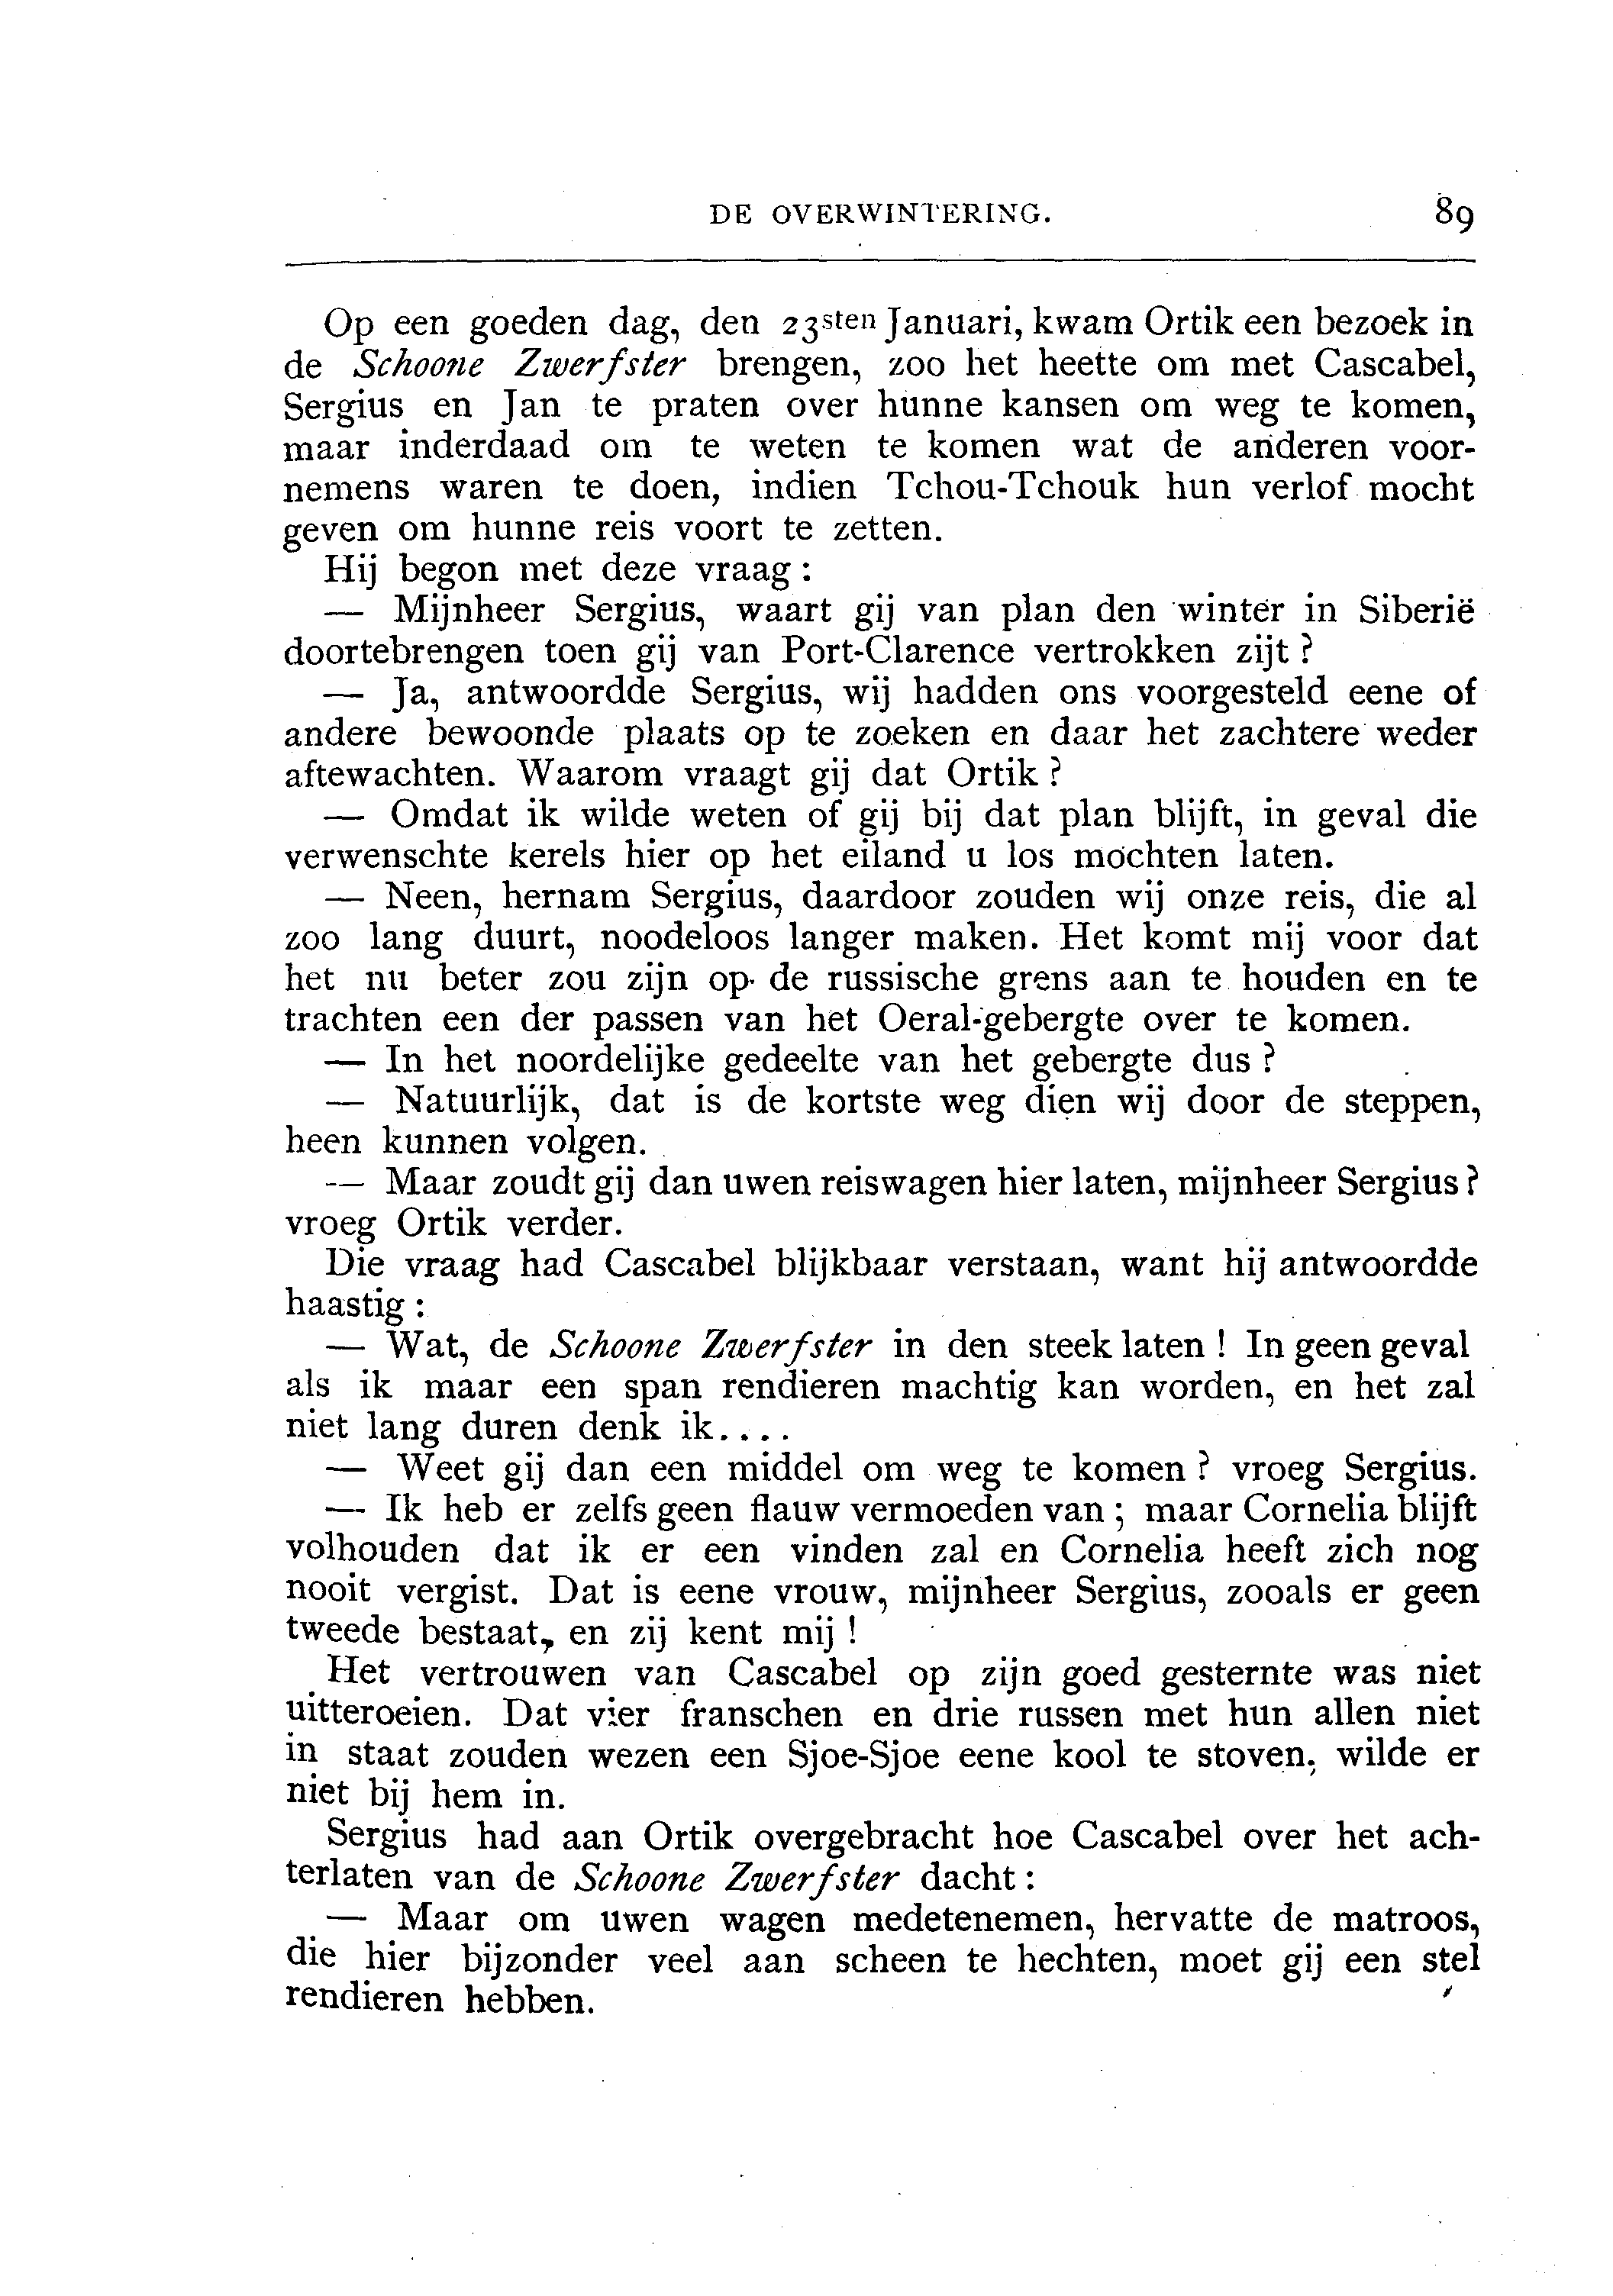 DE OVERWINTERING. 89
Op een goeden dag, den 23sten Januari, kwam Ortik een bezoek in
de Schoone Zwerfster brengen, zoo het heette om met Cascabel,
Sergius en Jan te praten over hunne kansen om weg te komen,
maar inderdaad om te weten te komen wat de anderen voor-
nemens waren te doen, indien Tchou-Tchouk hun verlof mocht
geven om hunne reis voort te zetten.
Hij begon met deze vraag :
— Mijnheer Sergius, waart gij van plan den winter in Siberië
doortebrengen toen gij van Port-Clarence vertrokken zijt ?
— Ja, antwoordde Sergius, wij hadden ons voorgesteld eene of
andere bewoonde plaats op te zoeken en daar het zachtere weder
aftewachten. Waarom vraagt gij dat Ortik ?
— Omdat ik wilde weten of gij bij dat plan blijft, in geval die
verwenschte kerels hier op het eiland u los mochten laten.
— Neen, hernam Sergius, daardoor zouden wij onze reis, die al
zoo lang duurt, noodeloos langer maken. Het komt mij voor dat
het nu beter zou zijn op de russische grens aan te houden en te
trachten een der passen van het Oeral-gebergte over te komen.
— In het noordelijke gedeelte van het gebergte dus ?
— Natuurlijk, dat is de kortste weg dien wij door de steppen,
heen kunnen volgen.
— Maar zoudt gij dan uwen reiswagen hier laten, mijnheer Sergius ?
vroeg Ortik verder.
Die vraag had Cascabel blijkbaar verstaan, want hij antwoordde
haastig :
— Wat, de Schoone Zwerfster in den steek laten ! In geen geval
als ik maar een span rendieren machtig kan worden, en het zal
niet lang duren denk ik....
— Weet gij dan een middel om weg te komen ? vroeg Sergius.
— Ik heb er zelfs geen flauw vermoeden van ; maar Cornelia blijft
volhouden dat ik er een vinden zal en Cornelia heeft zich nog
nooit vergist. Dat is eene vrouw, mijnheer Sergius, zooals er geen
tweede bestaat, en zij kent mij !
Het vertrouwen van Cascabel op zijn goed gesternte was niet
uitteroeien. Dat vier franschen en drie russen met hun allen niet
in staat zouden wezen een Sjoe-Sjoe eene kool te stoven, wilde er
niet bij hem in.
Sergius had aan Ortik overgebracht hoe Cascabel over het ach-
terlaten van de Schoone Zwerfster dacht :
— Maar om uwen wagen medetenemen, hervatte de matroos,
die hier bijzonder veel aan scheen te hechten, moet gij een stel
rendieren hebben.